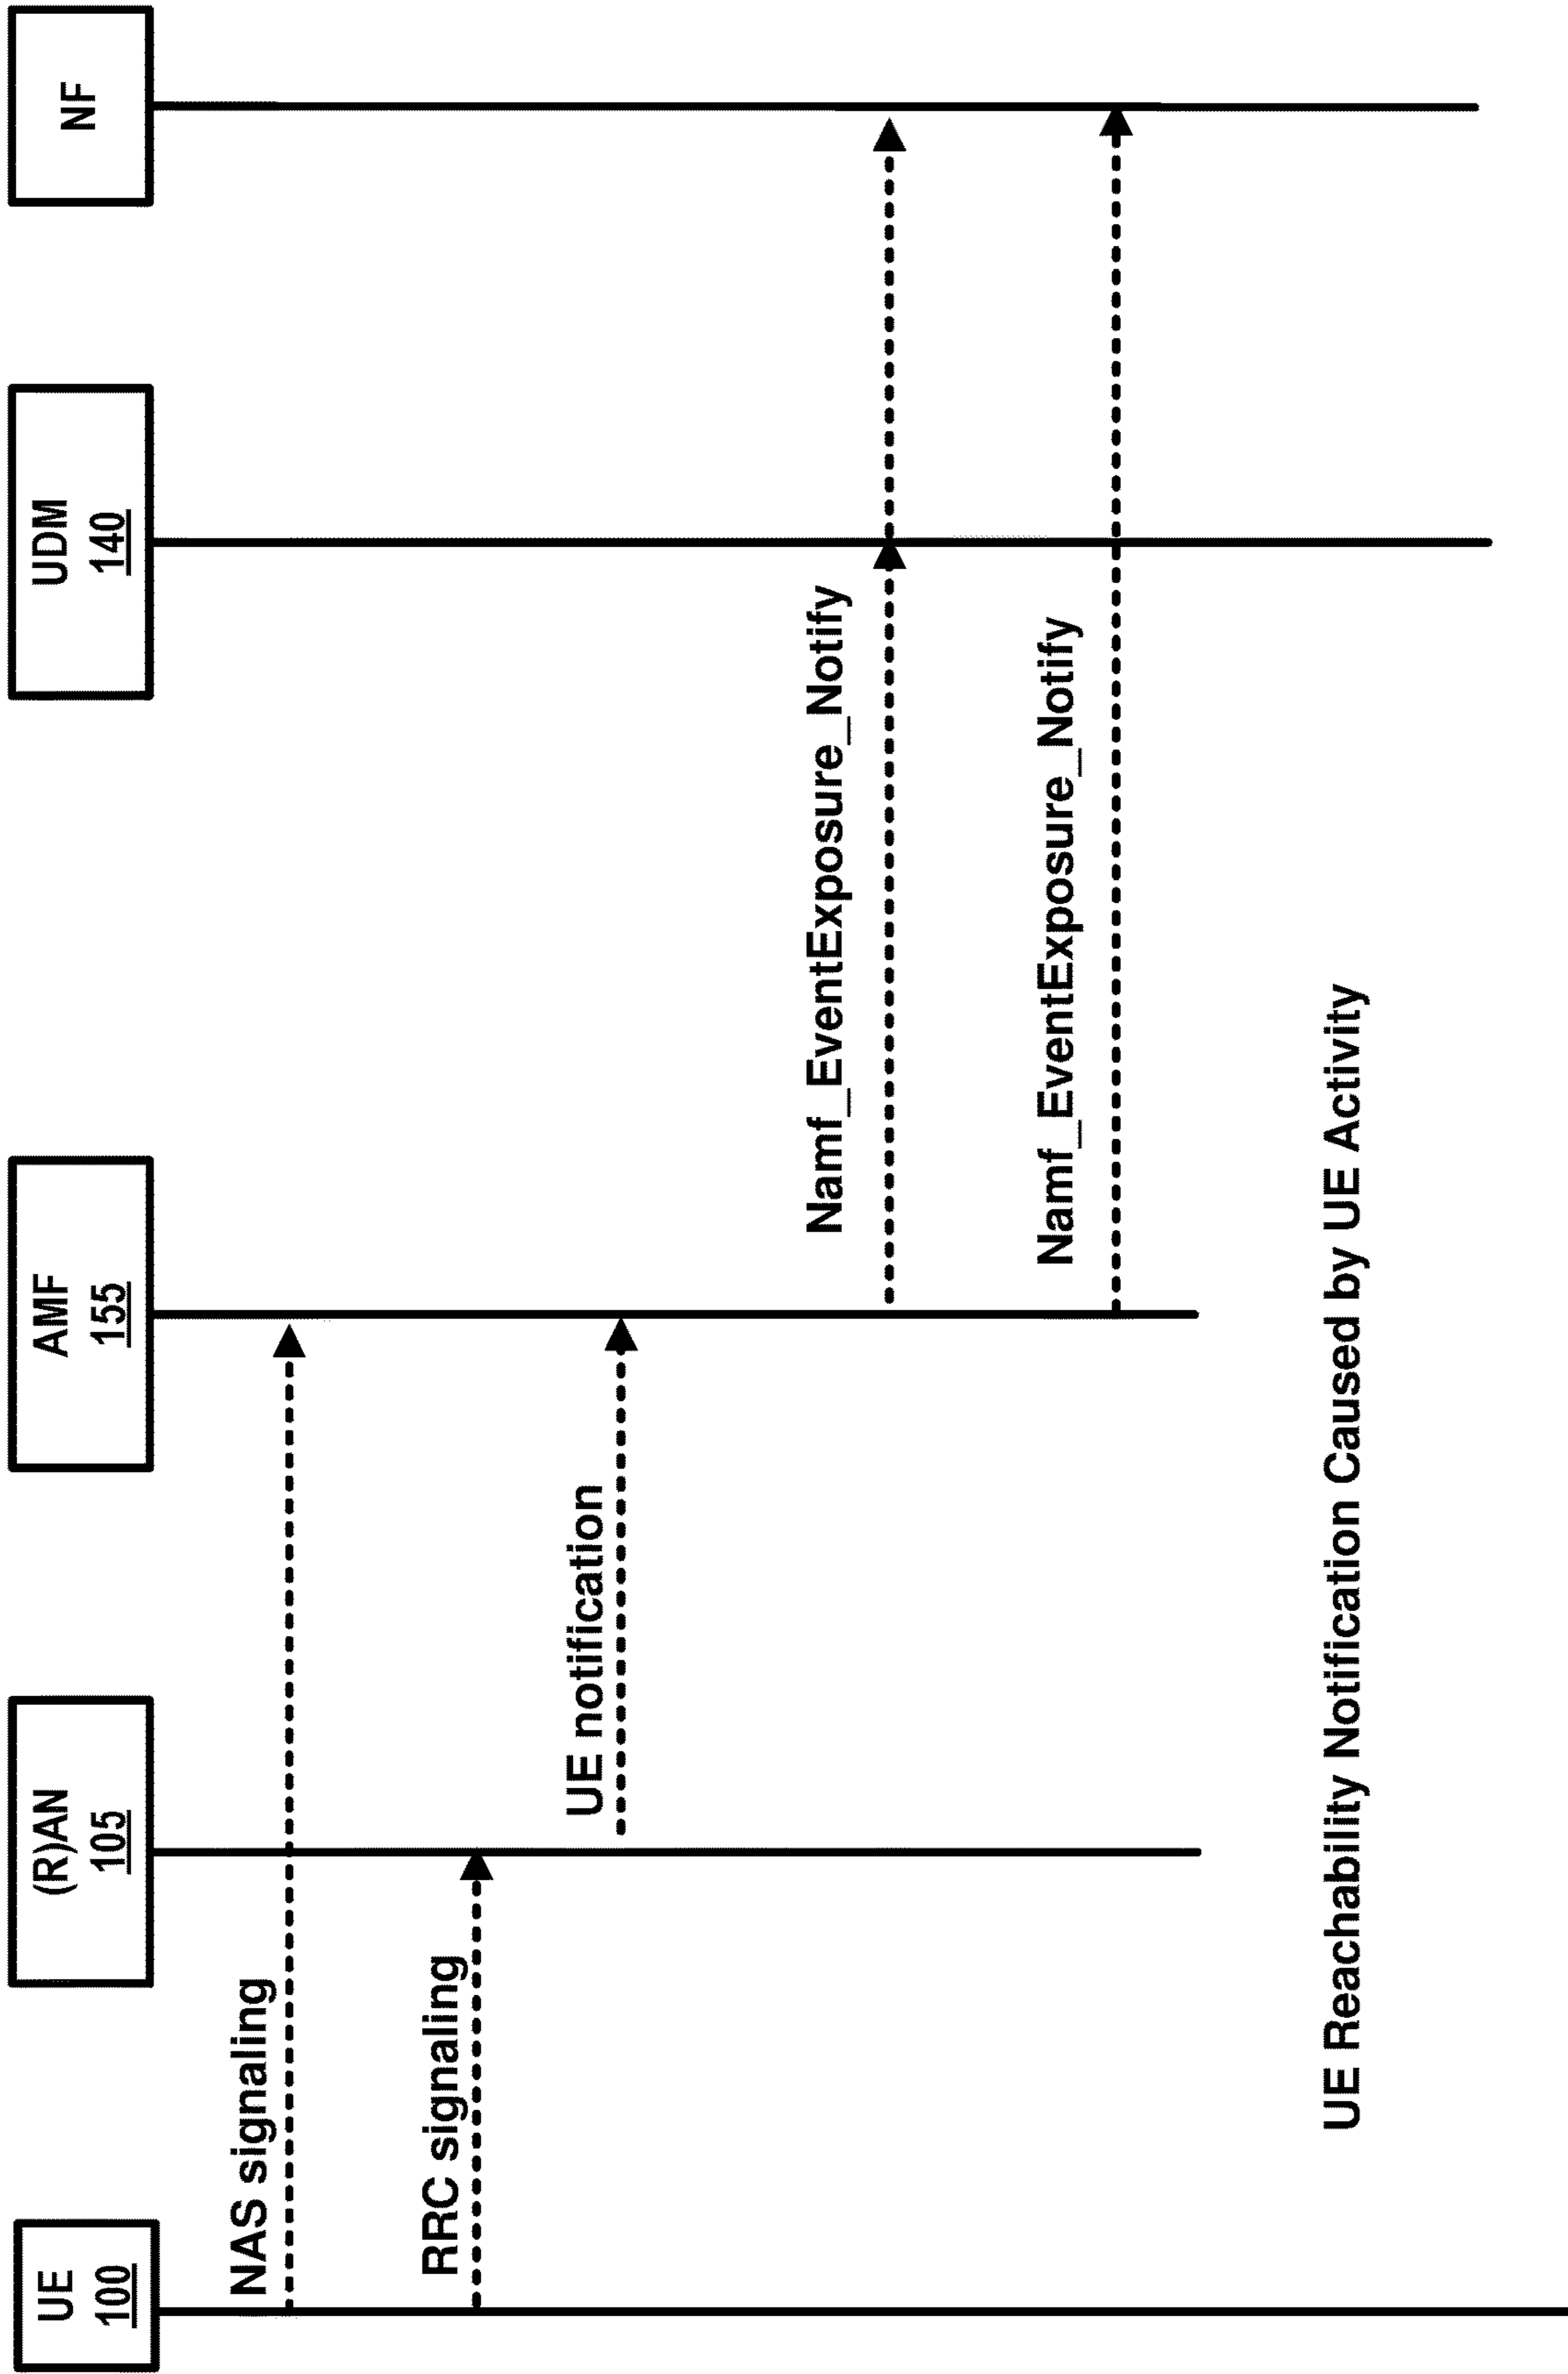 UE
100
(R)AN
105
AMF
155
UDM
140
NF
NAS signaling
RRC signaling
UE notification
Namf_EventExposure_Notify
Namf_EventExposure_Notify
UE Reachability Notification Caused by UE Activity